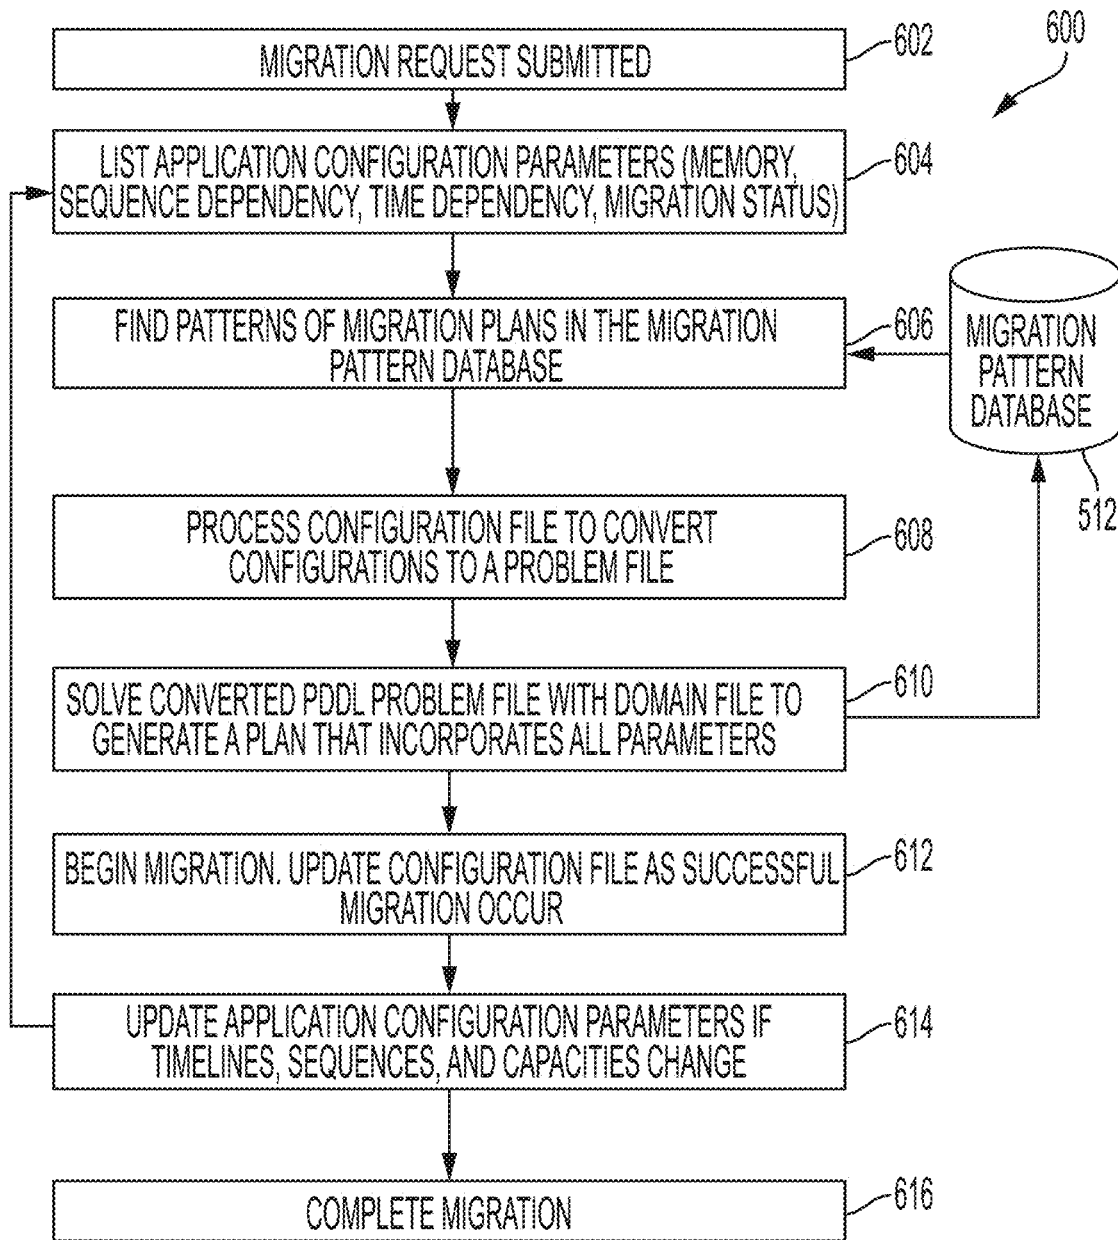 MIGRATION REQUEST SUBMITTED
602
600
LIST APPLICATION CONFIGURATION PARAMETERS (MEMORY,
SEQUENCE DEPENDENCY, TIME DEPENDENCY, MIGRATION STATUS)
604
FIND PATTERNS OF MIGRATION PLANS IN THE MIGRATION
PATTERN DATABASE
606
MIGRATION
PATTERN
DATABASE
512
PROCESS CONFIGURATION FILE TO CONVERT
CONFIGURATIONS TO A PROBLEM FILE
608
SOLVE CONVERTED PDDL PROBLEM FILE WITH DOMAIN FILE TO
GENERATE A PLAN THAT INCORPORATES ALL PARAMETERS
610
BEGIN MIGRATION. UPDATE CONFIGURATION FILE AS SUCCESSFUL
MIGRATION OCCUR
612
UPDATE APPLICATION CONFIGURATION PARAMETERS IF
TIMELINES, SEQUENCES, AND CAPACITIES CHANGE
614
COMPLETE MIGRATION
616